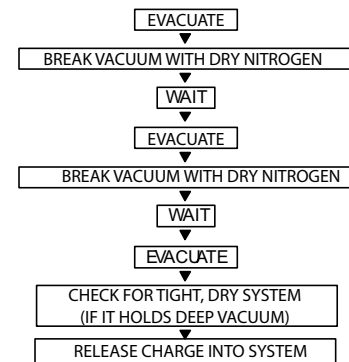 EVACUATE
BREAK VACUUM WITH DRY NITROGEN
WAIT
EVACUATE
BREAK VACUUM WITH DRY NITROGEN
WAIT
EVACUATE
CHECK FOR TIGHT, DRY SYSTEM
(IF IT HOLDS DEEP VACUUM)
RELEASE CHARGE INTO SYSTEM